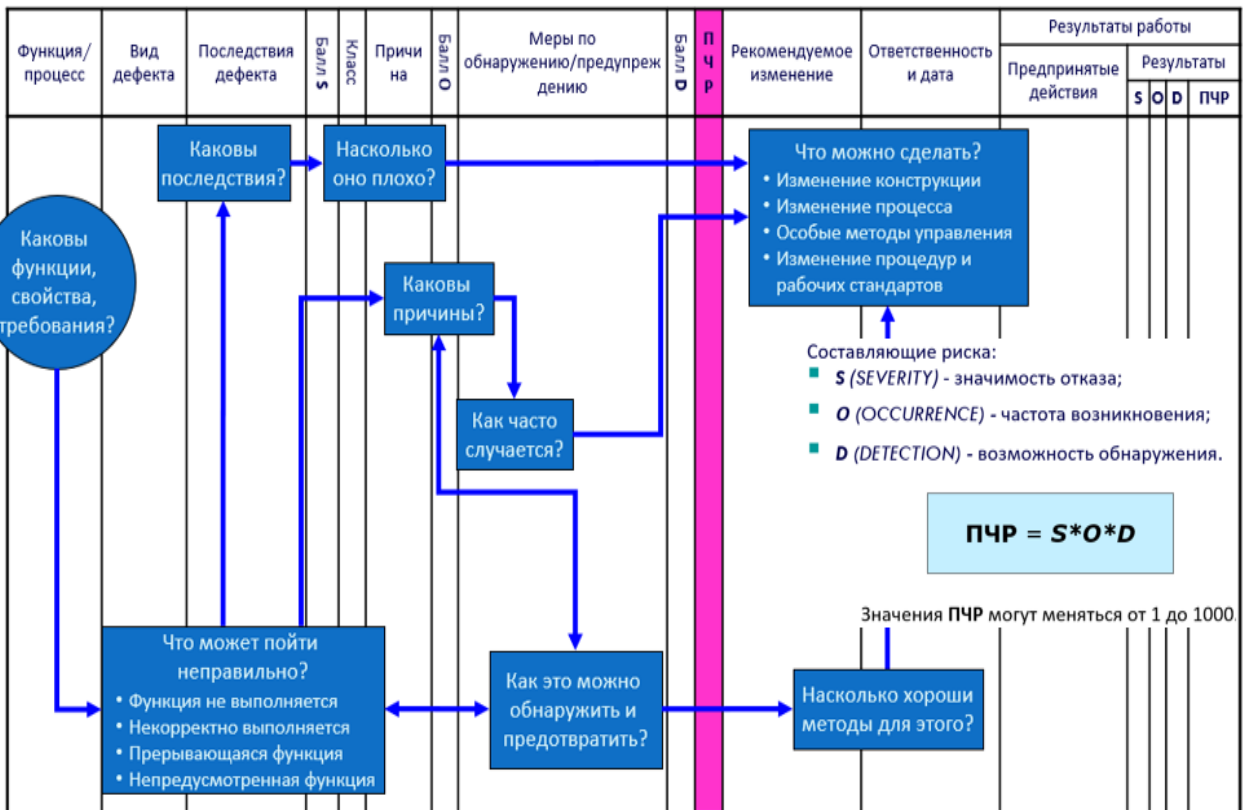 Функция/
процесс
Вид
дефекта
Последствия
дефекта
Балл S
Класс
Причи
на
Балл O
Меры по
обнаружению/предупреж
дению
Балл D
П
Ч
Р
Рекомендуемое
изменение
Ответственность
и дата
Результаты работы
Предпринятые
действия
Результаты
S O D ПЧР
Каковы
последствия?
Насколько
оно плохо?
Что можно сделать?
• Изменение конструкции
• Изменение процесса
• Особые методы управления
• Изменение процедур и
рабочих стандартов
Каковы
функции,
свойства,
требования?
Каковы
причины?
Как часто
случается?
Составляющие риска:
S (SEVERITY) - значимость отказа;
O (OCCURRENCE) - частота возникновения;
D (DETECTION) - возможность обнаружения.
ПЧР = S*O*D
Значения ПЧР могут меняться от 1 до 1000.
Что может пойти
неправильно?
• Функция не выполняется
• Некорректно выполняется
• Прерывающаяся функция
• Непредусмотренная функция
Как это можно
обнаружить и
предотвратить?
Насколько хороши
методы для этого?